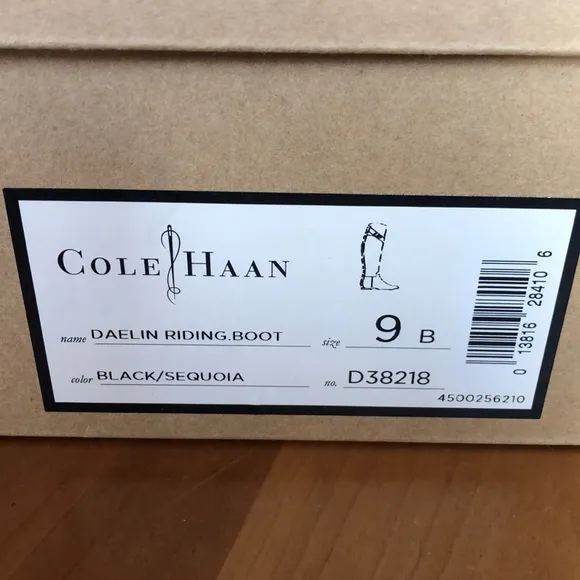 COLE HAAN
name DAELIN RIDING.BOOT
size 9 B
color BLACK/SEQUOIA
no. D38218
4500256210
0 13816 28410 6